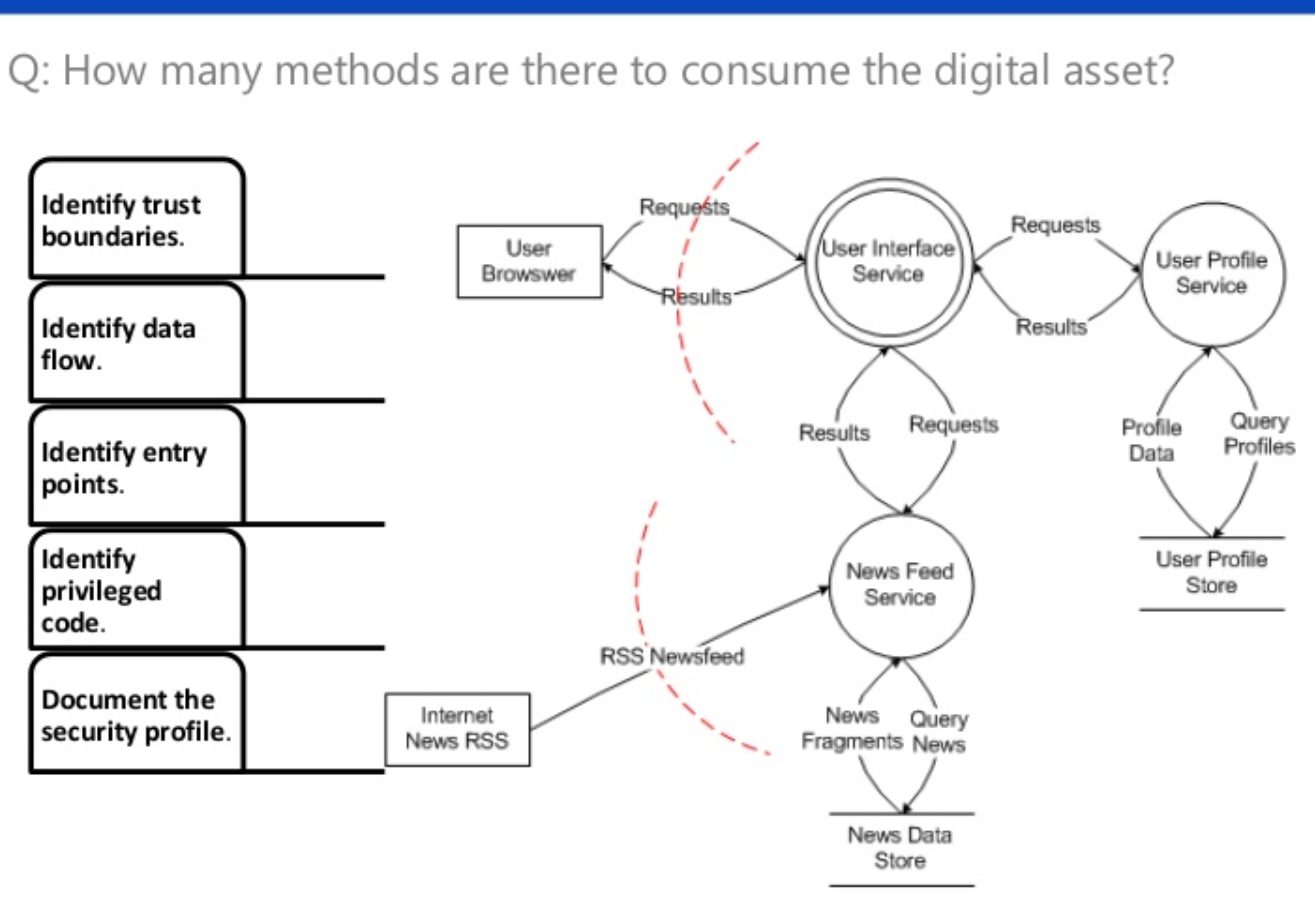 Q: How many methods are there to consume the digital asset?
Identify trust
boundaries.
Identify data
flow.
Identify entry
points.
Identify
privileged
code.
Document the
security profile.
Requests
User
Browswer
Results
User Interface
Service
Requests
Results
User Profile
Service
Results
Requests
Profile
Data
Query
Profiles
User Profile
Store
News Feed
Service
RSS Newsfeed
Internet
News RSS
News
Fragments
Query
News
News Data
Store